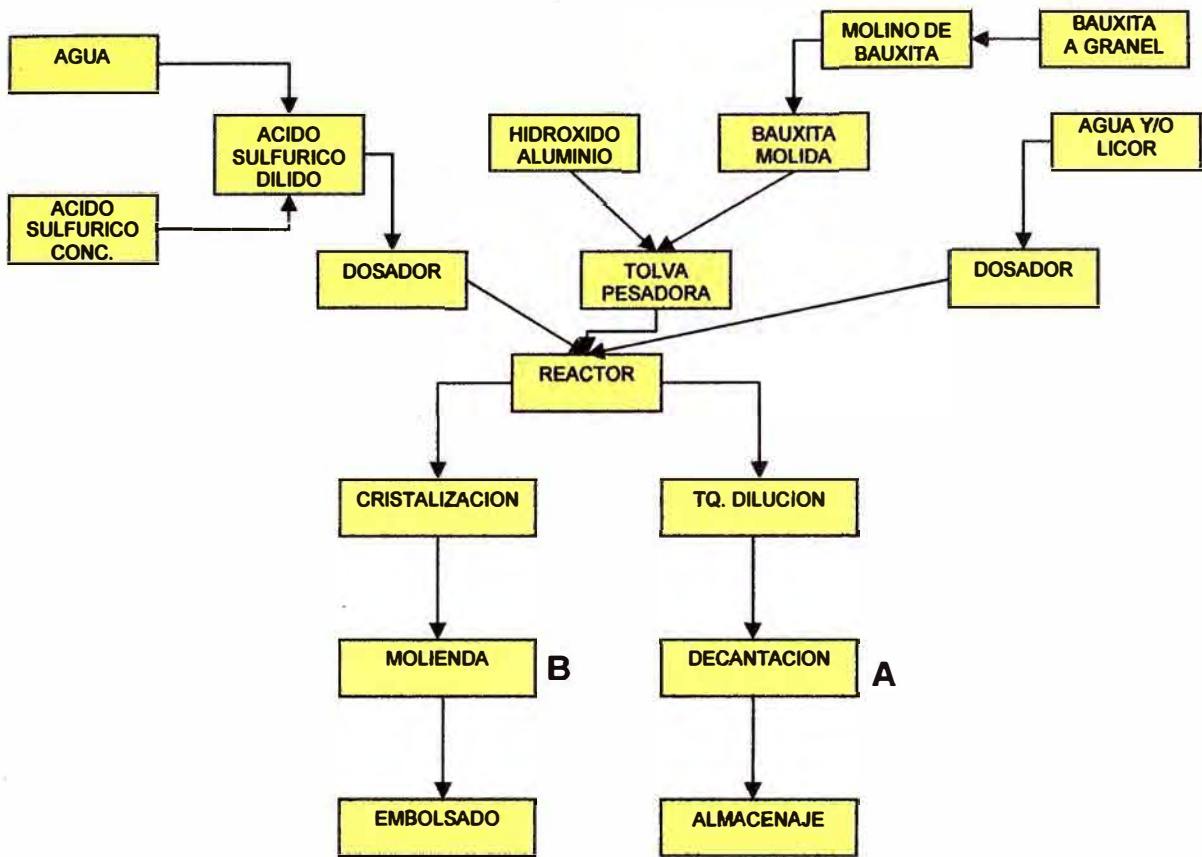 AGUA
MOLINO DE
BAUXITA
BAUXITA
A GRANEL
ACIDO
SULFURICO
DILIDO
HIDROXIDO
ALUMINIO
BAUXITA
MOLIDA
AGUA Y/O
LICOR
ACIDO
SULFURICO
CONC.
DOSADOR
TOLVA
PESADORA
DOSADOR
REACTOR
CRISTALIZACION
TQ. DILUCION
MOLIENDA
B
DECANTACION
A
EMBOLSADO
ALMACENAJE